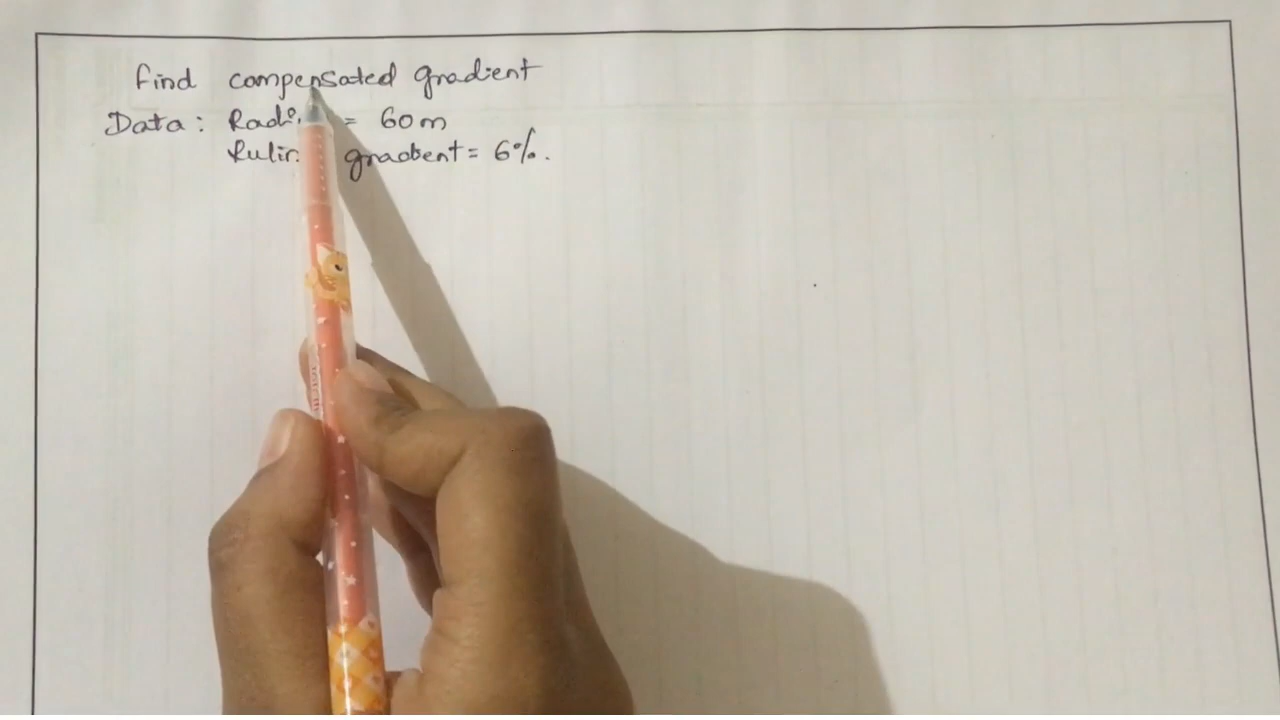 find compensated gradient
Data: Radi = 60m
Rulin gradient = 6%.